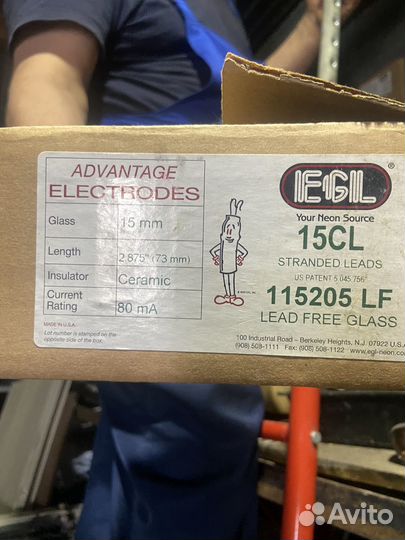 ADVANTAGE
ELECTRODES
Glass 15 mm
Length 2.875" (73 mm)
Insulator Ceramic
Current Rating 80 mA
MADE IN U.S.A.
Lot number is stamped on the
opposite side of the box.
EGL
Your Neon Source
15CL
STRANDED LEADS
US PATENT 5 045 756
115205 LF
LEAD FREE GLASS
100 Industrial Road – Berkeley Heights, N.J. 07922 U.S.A
(908) 508-1111 Fax: (908) 508-1122 www.egl-neon.c
Avito